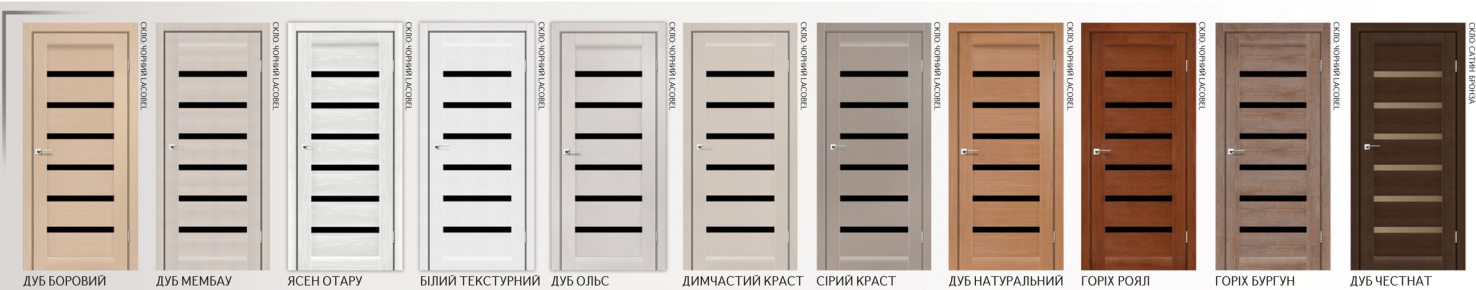 СКЛО: ЧОРНИЙ LACOBEL
ДУБ БОРОВИЙ
СКЛО: ЧОРНИЙ LACOBEL
ДУБ МЕМБАУ
СКЛО: ЧОРНИЙ LACOBEL
ЯСЕН ОТАРУ
СКЛО: ЧОРНИЙ LACOBEL
БІЛИЙ ТЕКСТУРНИЙ
СКЛО: ЧОРНИЙ LACOBEL
ДУБ ОЛЬС
СКЛО: ЧОРНИЙ LACOBEL
ДИМЧАСТИЙ КРАСТ
СКЛО: ЧОРНИЙ LACOBEL
СІРИЙ КРАСТ
СКЛО: ЧОРНИЙ LACOBEL
ДУБ НАТУРАЛЬНИЙ
СКЛО: ЧОРНИЙ LACOBEL
ГОРІХ РОЯЛ
СКЛО: ЧОРНИЙ LACOBEL
ГОРІХ БУРГУН
СКЛО: САТИН БРОНЗА
ДУБ ЧЕСТНАТ